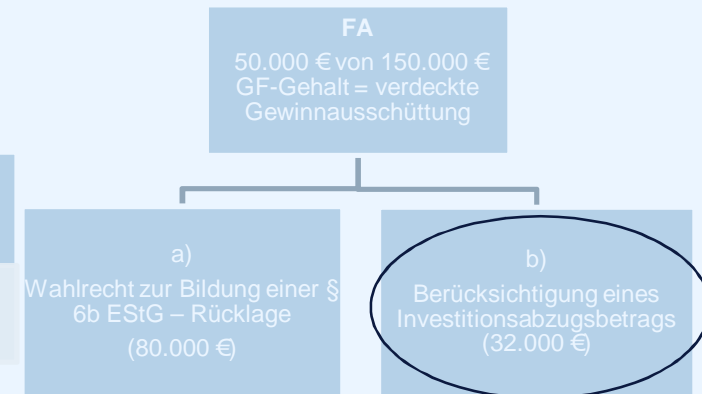 FA
50.000 € von 150.000 €
GF-Gehalt = verdeckte
Gewinnausschüttung
a)
Wahlrecht zur Bildung einer §
6b EStG – Rücklage
(80.000 €)
b)
Berücksichtigung eines
Investitionsabzugsbetrags
(32.000 €)